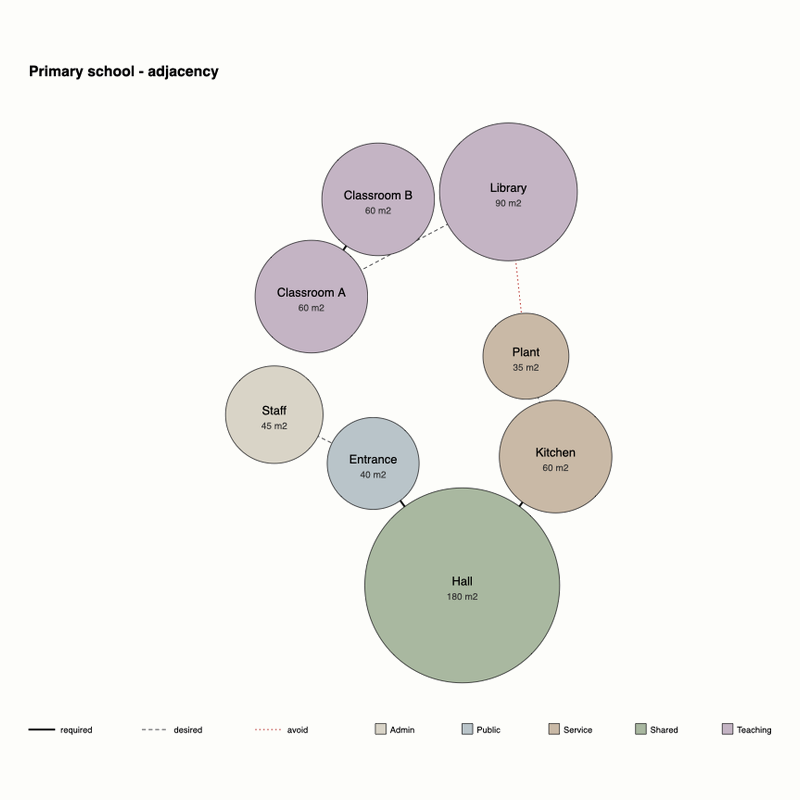 Primary school - adjacency
Classroom B
60 m2
Library
90 m2
Classroom A
60 m2
Plant
35 m2
Staff
45 m2
Entrance
40 m2
Kitchen
60 m2
Hall
180 m2
required
desired
avoid
Admin
Public
Service
Shared
Teaching